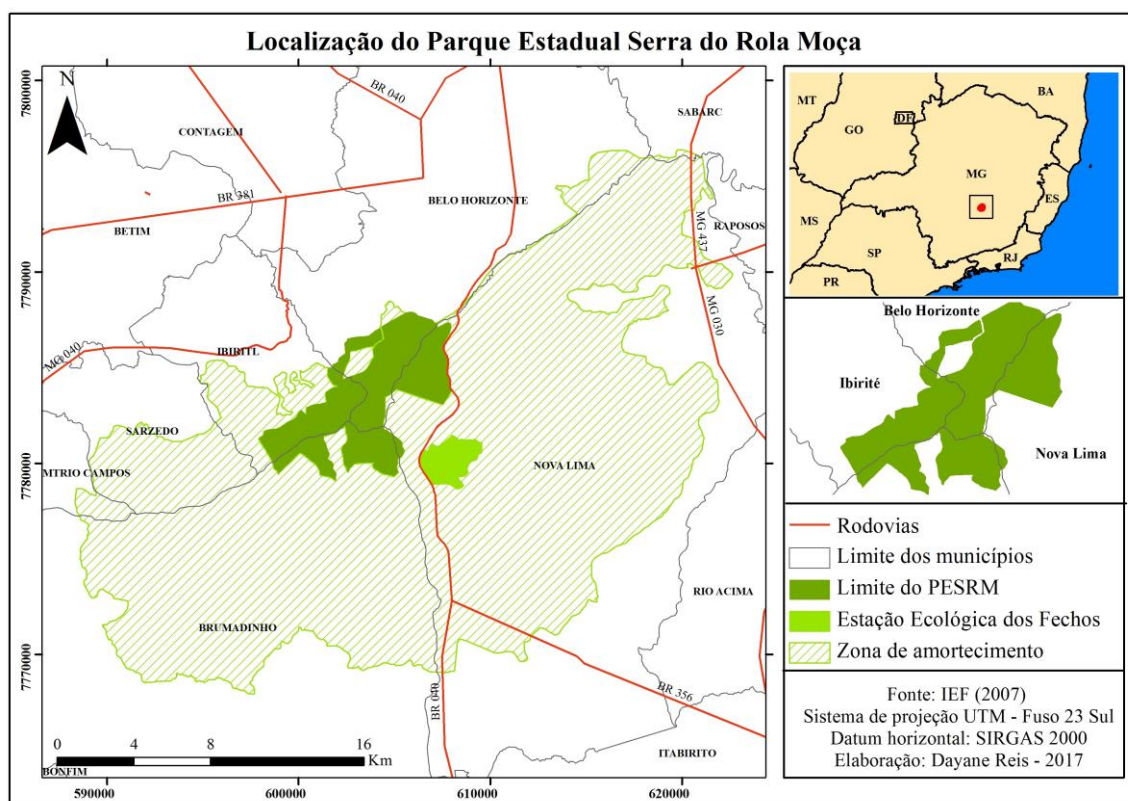 Localização do Parque Estadual Serra do Rola Moça
N
7800000
7790000
7780000
7770000
590000
600000
610000
620000
BR 040
CONTAGEM
SABARC
BR 381
BELO HORIZONTE
BETIM
MG 437
RAPOSOS
MG 030
MG 040
IBIRITL
SARZEDO
MTRIO CAMPOS
NOVA LIMA
BRUMADINHO
RIO ACIMA
BR 040
BR 356
ITABIRITO
BONFIM
0 4 8 16
Km
MT
GO
DF
BA
MG
ES
MS
SP
RJ
PR
Belo Horizonte
Ibirité
Nova Lima
Rodovias
Limite dos municípios
Limite do PESRM
Estação Ecológica dos Fechos
Zona de amortecimento
Fonte: IEF (2007)
Sistema de projeção UTM - Fuso 23 Sul
Datum horizontal: SIRGAS 2000
Elaboração: Dayane Reis - 2017